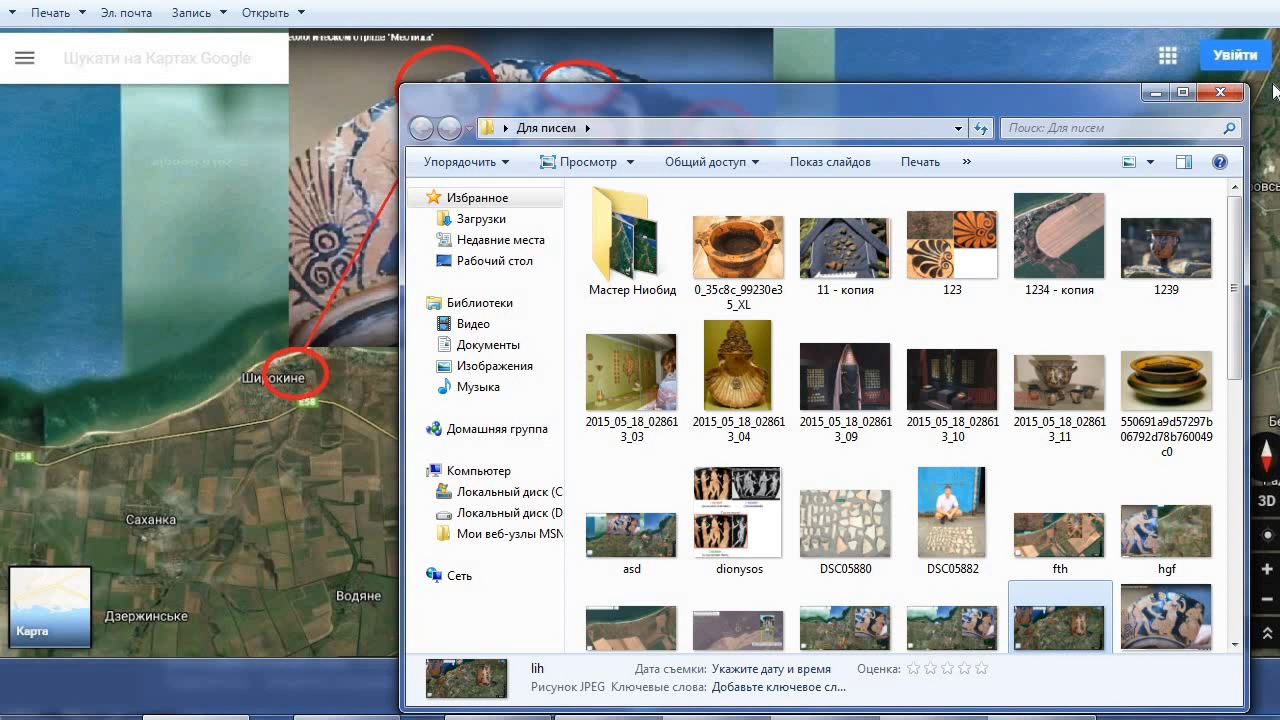 Печать
Эл. почта
Запись
Открыть
Шукати на Картах Google
Увійти
Широкине
E58
E58
Саханка
Водяне
Дзержинське
Карта
3D
Для писем
Поиск: Для писем
Упорядочить
Просмотр
Общий доступ
Показ слайдов
Печать
»
Избранное
Загрузки
Недавние места
Рабочий стол
Библиотеки
Видео
Документы
Изображения
Музыка
Домашняя группа
Компьютер
Локальный диск (C
Локальный диск (D
Мои веб-узлы MSN
Сеть
Мастер Ниобид
0_35c8c_99230e3
5_XL
11 - копия
123
1234 - копия
1239
2015_05_18_02861
3_03
2015_05_18_02861
3_04
2015_05_18_02861
3_09
2015_05_18_02861
3_10
2015_05_18_02861
3_11
550691a9d57297b
06792d78b760049
c0
asd
dionysos
DSC05880
DSC05882
fth
hgf
lih
Дата съемки: Укажите дату и время
Оценка:
Рисунок JPEG
Ключевые слова: Добавьте ключевое сл...